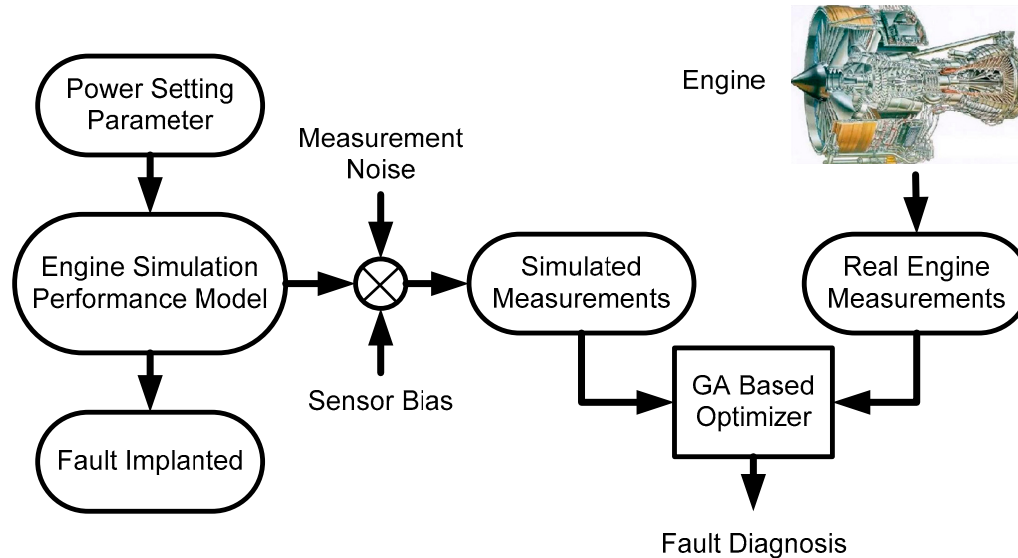 Power Setting
Parameter
Engine
Measurement
Noise
Engine Simulation
Performance Model
Simulated
Measurements
Real Engine
Measurements
Sensor Bias
GA Based
Optimizer
Fault Implanted
Fault Diagnosis